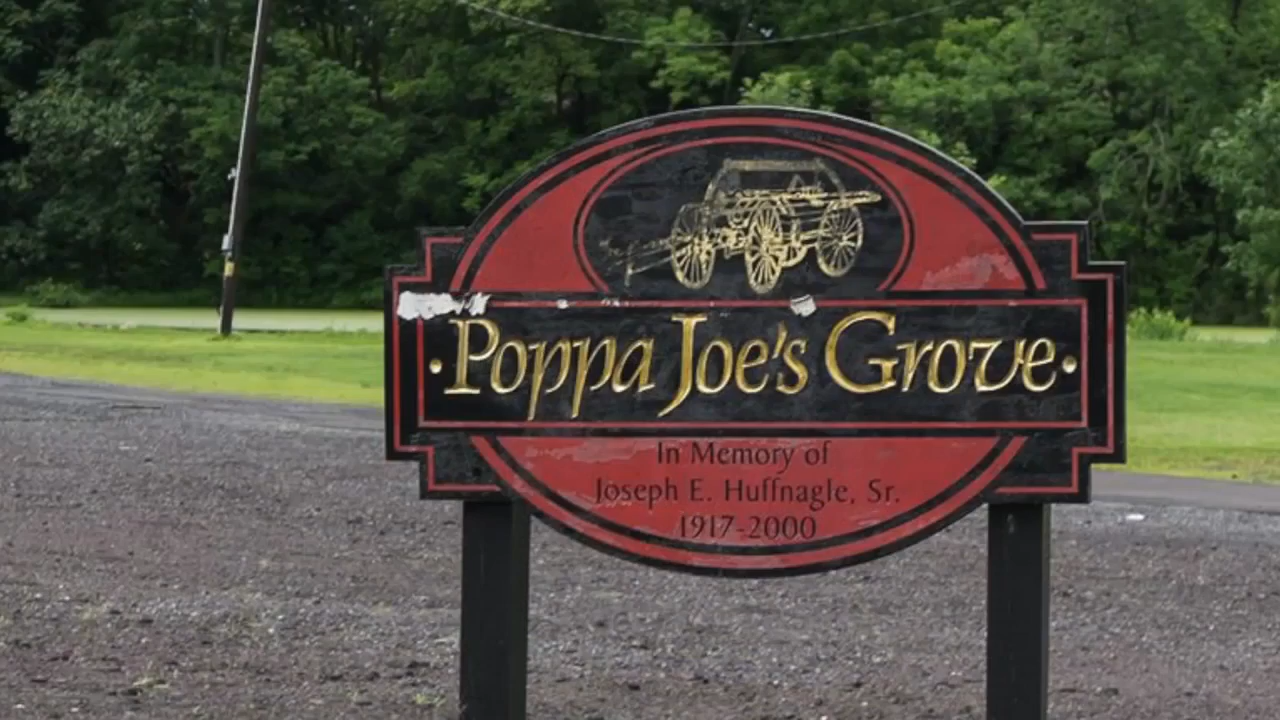 · Poppa Joe's Grove ·
In Memory of
Joseph E. Huffnagle, Sr.
1917-2000